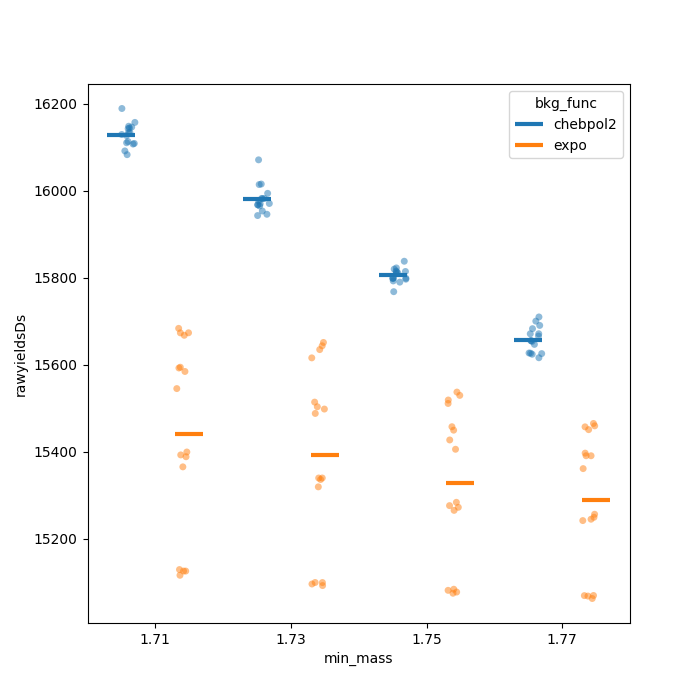 bkg_func
chebpol2
expo
16200
16000
15800
15600
15400
15200
rawyieldsDs
1.71
1.73
1.75
1.77
min_mass